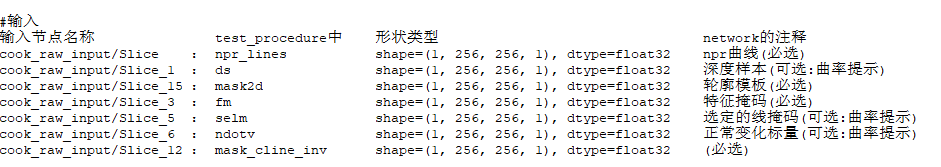 #输入
输入节点名称 test_procedure中 形状类型 network的注释
cook_raw_input/Slice : npr_lines shape=(1, 256, 256, 1), dtype=float32 npr曲线(必选)
cook_raw_input/Slice_1 : ds shape=(1, 256, 256, 1), dtype=float32 深度样本(可选:曲率提示)
cook_raw_input/Slice_15 : mask2d shape=(1, 256, 256, 1), dtype=float32 轮廓模板(必选)
cook_raw_input/Slice_3 : fm shape=(1, 256, 256, 1), dtype=float32 特征掩码(必选)
cook_raw_input/Slice_5 : selm shape=(1, 256, 256, 1), dtype=float32 选定的线掩码(可选:曲率提示)
cook_raw_input/Slice_6 : ndotv shape=(1, 256, 256, 1), dtype=float32 正常变化标量(可选:曲率提示)
cook_raw_input/Slice_12 : mask_cline_inv shape=(1, 256, 256, 1), dtype=float32 (必选)